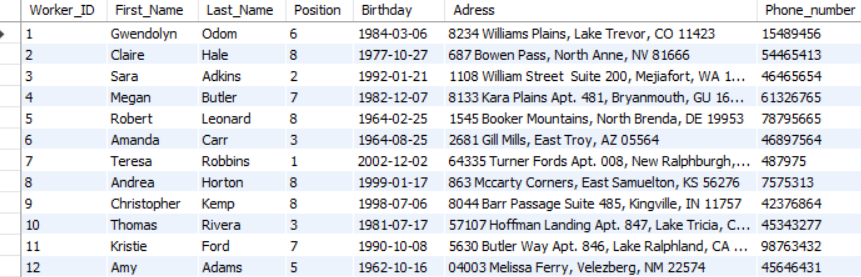 Worker_ID First_Name Last_Name Position Birthday Adress Phone_number
1 Gwendolyn Odom 6 1984-03-06 8234 Williams Plains, Lake Trevor, CO 11423 15489456
2 Claire Hale 8 1977-10-27 687 Bowen Pass, North Anne, NV 81666 54465413
3 Sara Adkins 2 1992-01-21 1108 William Street Suite 200, Mejiafort, WA 1... 46465654
4 Megan Butler 7 1982-12-07 8133 Kara Plains Apt. 481, Bryanmouth, GU 16... 61326765
5 Robert Leonard 8 1964-02-25 1545 Booker Mountains, North Brenda, DE 19953 78795665
6 Amanda Carr 3 1964-08-25 2681 Gill Mills, East Troy, AZ 05564 46897564
7 Teresa Robbins 1 2002-12-02 64335 Turner Fords Apt. 008, New Ralphburgh,... 487975
8 Andrea Horton 8 1999-01-17 863 Mccarty Corners, East Samuelton, KS 56276 7575313
9 Christopher Kemp 8 1998-07-06 8044 Barr Passage Suite 485, Kingville, IN 11757 42376864
10 Thomas Rivera 3 1981-07-17 57107 Hoffman Landing Apt. 847, Lake Tricia, C... 45343277
11 Kristie Ford 7 1990-10-08 5630 Butler Way Apt. 846, Lake Ralphland, CA ... 98763432
12 Amy Adams 5 1962-10-16 04003 Melissa Ferry, Velezberg, NM 22574 45646431